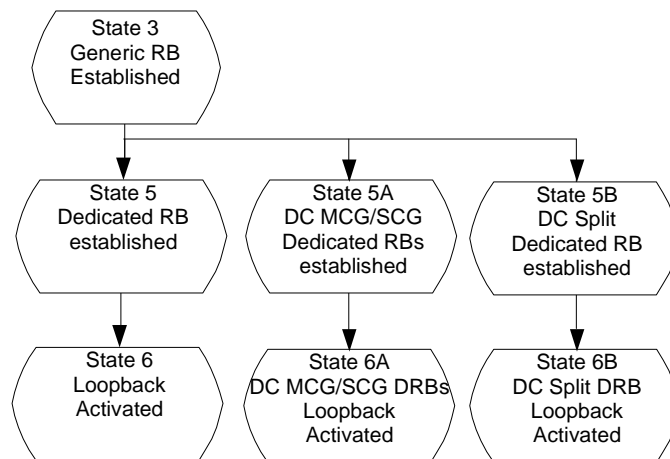 State 3
Generic RB
Established
State 5
Dedicated RB
established
State 5A
DC MCG/SCG
Dedicated RBs
established
State 5B
DC Split
Dedicated RB
established
State 6
Loopback
Activated
State 6A
DC MCG/SCG DRBs
Loopback
Activated
State 6B
DC Split DRB
Loopback
Activated